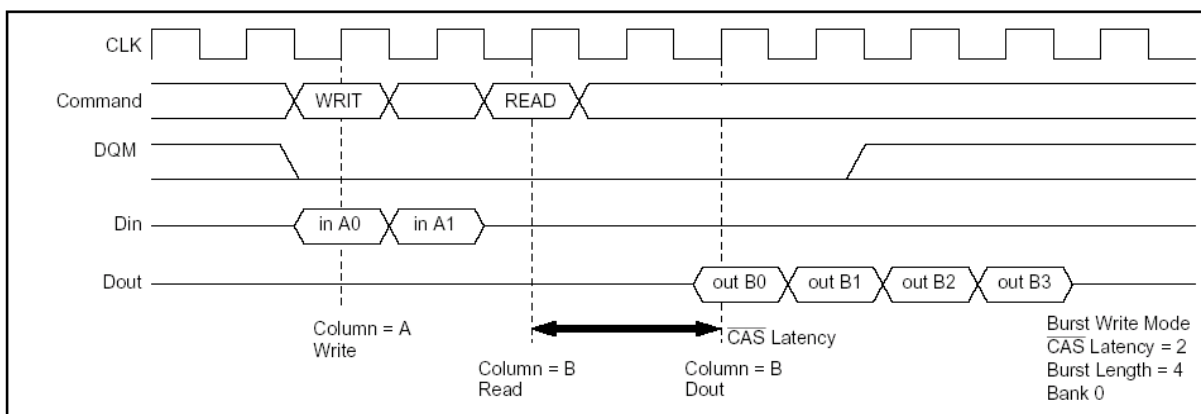 CLK
Command WRIT READ
DQM
Din in A0 in A1
Dout out B0 out B1 out B2 out B3
Column = A
Write
CAS Latency
Column = B
Read
Column = B
Dout
Burst Write Mode
CAS Latency = 2
Burst Length = 4
Bank 0